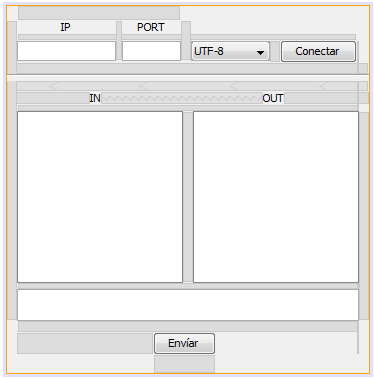 IP PORT
UTF-8 Conectar
IN OUT
Envíar